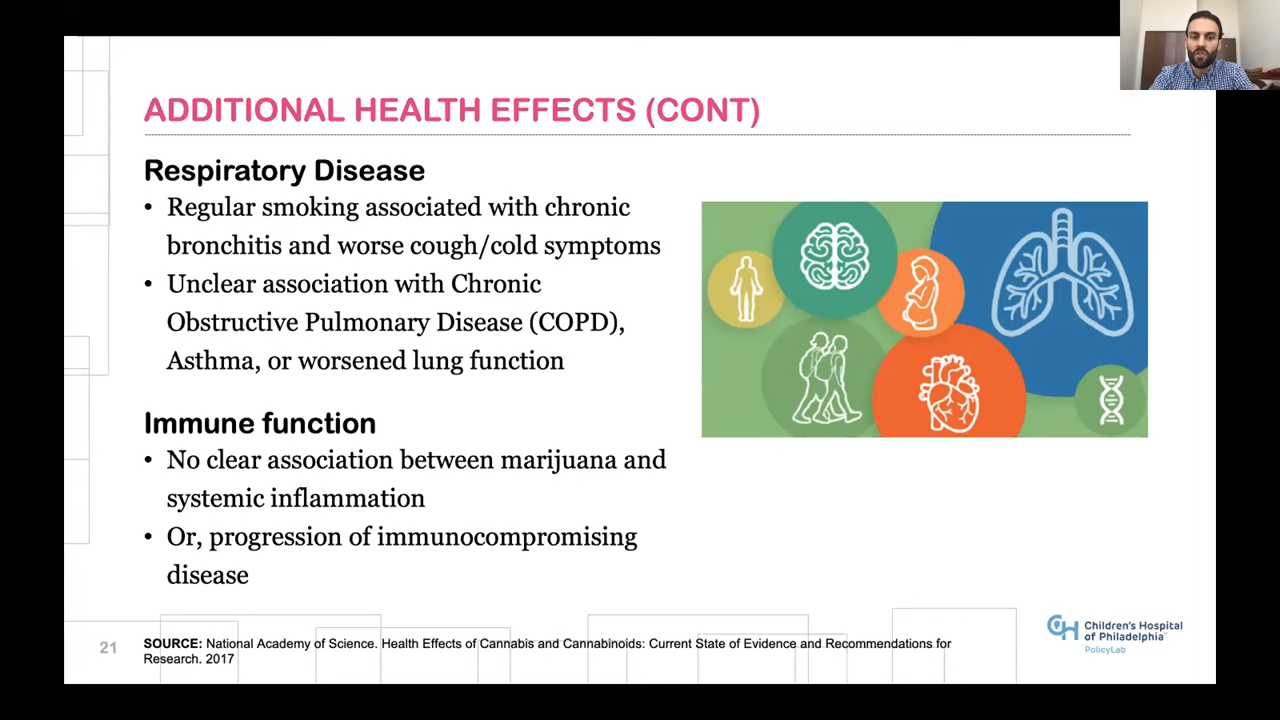 ADDITIONAL HEALTH EFFECTS (CONT)
Respiratory Disease
• Regular smoking associated with chronic
bronchitis and worse cough/cold symptoms
• Unclear association with Chronic
Obstructive Pulmonary Disease (COPD),
Asthma, or worsened lung function
Immune function
• No clear association between marijuana and
systemic inflammation
• Or, progression of immunocompromising
disease
21
SOURCE: National Academy of Science. Health Effects of Cannabis and Cannabinoids: Current State of Evidence and Recommendations for
Research. 2017
CH Children's Hospital
of Philadelphia
PolicyLab